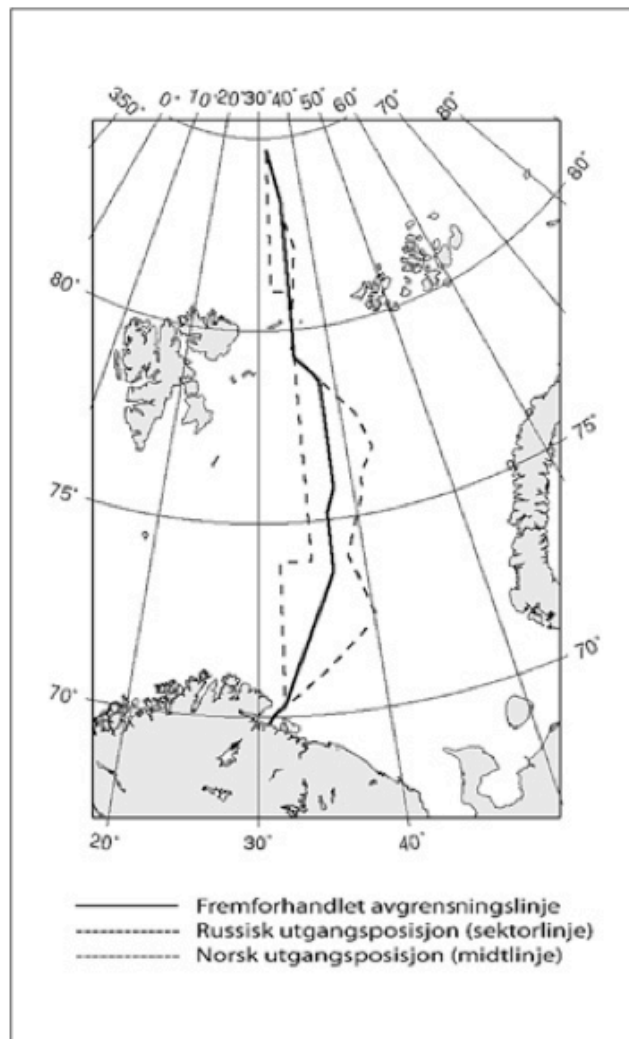 350° 0° 10° 20° 30° 40° 50° 60° 70° 80°
80°
80°
75°
75°
70°
70°
20° 30° 40°
Fremforhandlet avgrensningslinje
Russisk utgangsposisjon (sektorlinje)
Norsk utgangsposisjon (midtlinje)